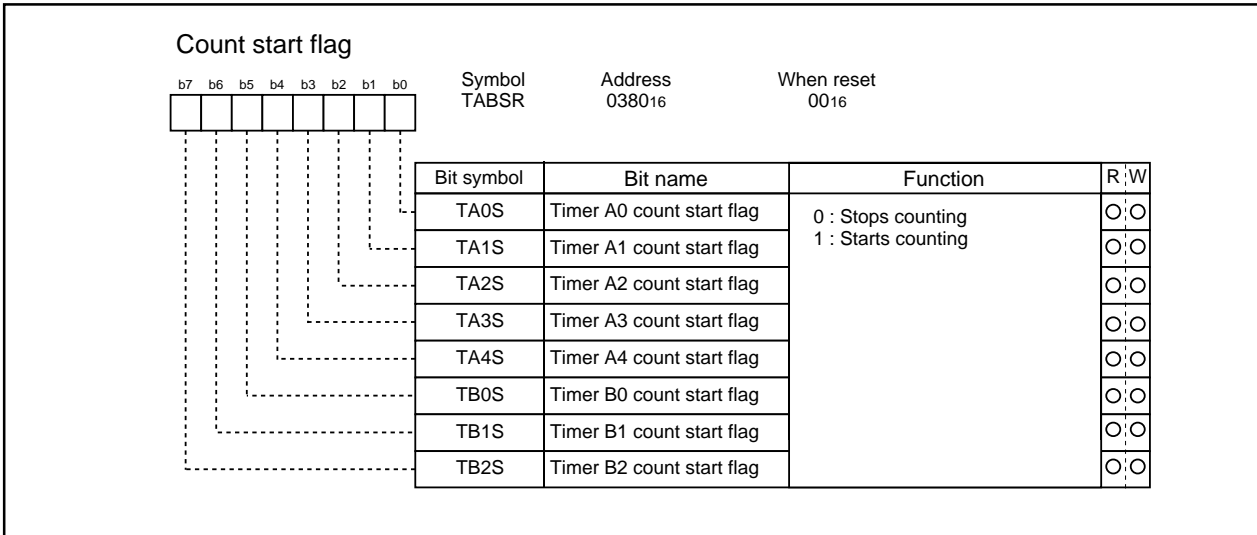 Count start flag
b7 b6 b5 b4 b3 b2 b1 b0
Symbol Address When reset
TABSR 038016 0016
Bit symbol Bit name Function R W
TA0S Timer A0 count start flag 0 : Stops counting
1 : Starts counting
TA1S Timer A1 count start flag
TA2S Timer A2 count start flag
TA3S Timer A3 count start flag
TA4S Timer A4 count start flag
TB0S Timer B0 count start flag
TB1S Timer B1 count start flag
TB2S Timer B2 count start flag